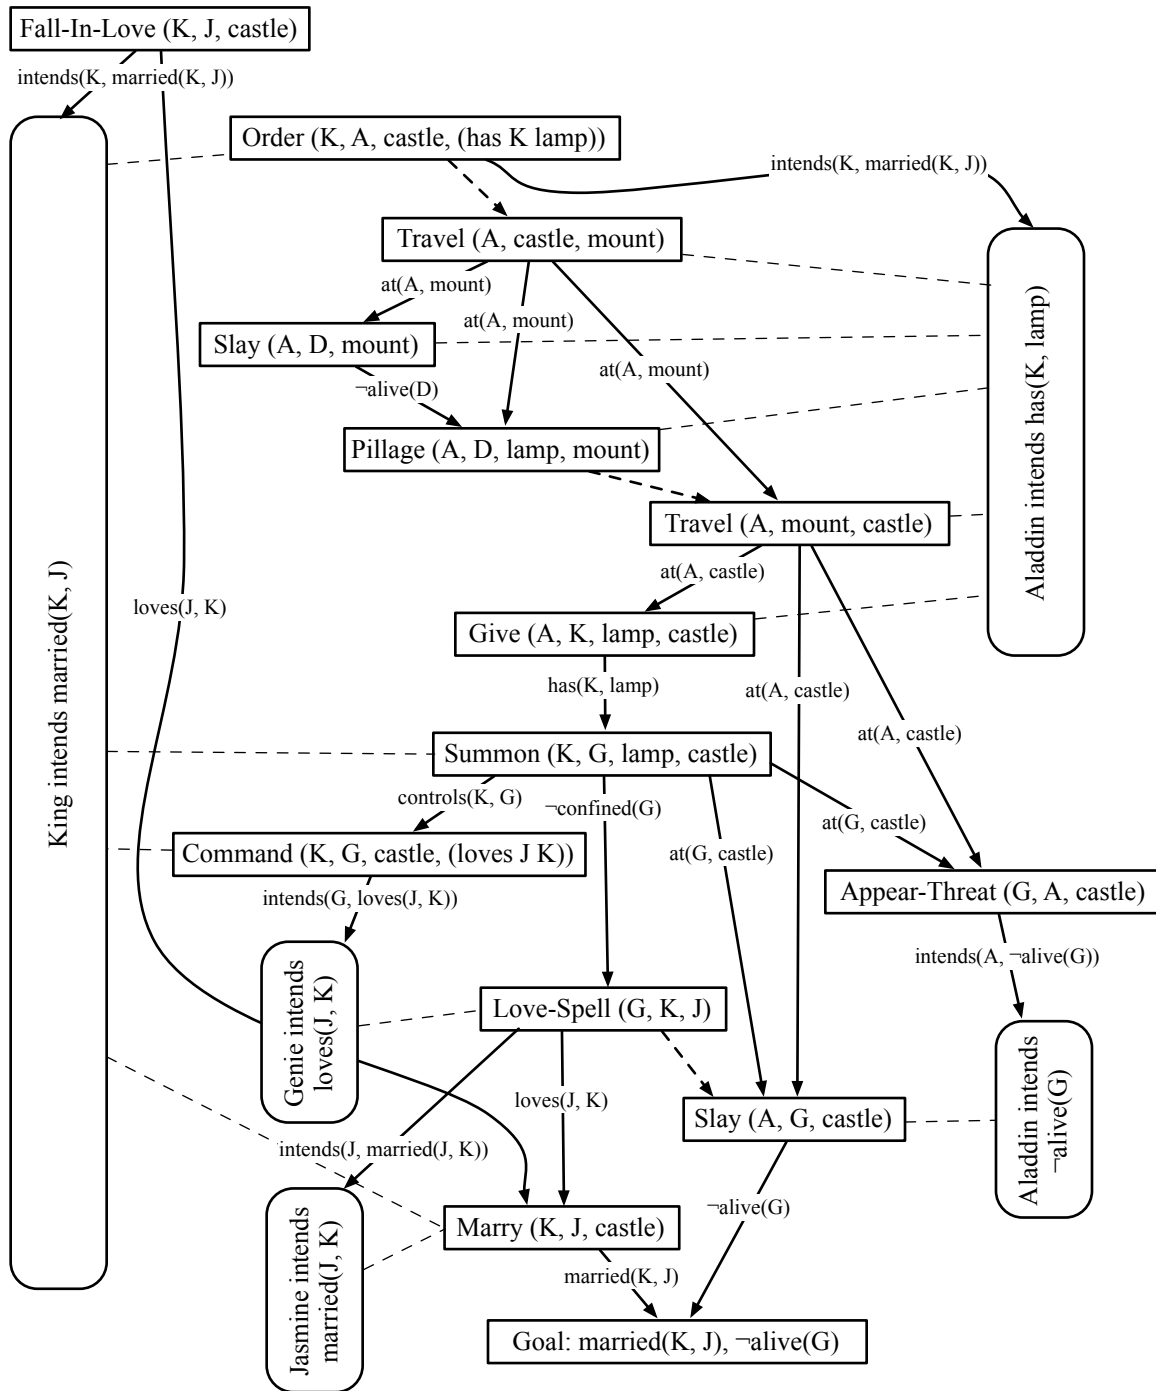 Fall-In-Love (K, J, castle)
intends(K, married(K, J))
Order (K, A, castle, (has K lamp))
intends(K, married(K, J))
Travel (A, castle, mount)
at(A, mount)
at(A, mount)
Slay (A, D, mount)
at(A, mount)
¬alive(D)
Pillage (A, D, lamp, mount)
Aladdin intends has(K, lamp)
Travel (A, mount, castle)
at(A, castle)
loves(J, K)
Give (A, K, lamp, castle)
King intends married(K, J)
has(K, lamp)
at(A, castle)
at(A, castle)
Summon (K, G, lamp, castle)
controls(K, G)
¬confined(G)
at(G, castle)
at(G, castle)
Command (K, G, castle, (loves J K))
Appear-Threat (G, A, castle)
intends(G, loves(J, K))
intends(A, ¬alive(G))
Love-Spell (G, K, J)
Genie intends
loves(J, K)
loves(J, K)
Slay (A, G, castle)
Aladdin intends
¬alive(G)
intends(J, married(J, K))
¬alive(G)
Marry (K, J, castle)
married(K, J)
Jasmine intends
married(J, K)
Goal: married(K, J), ¬alive(G)